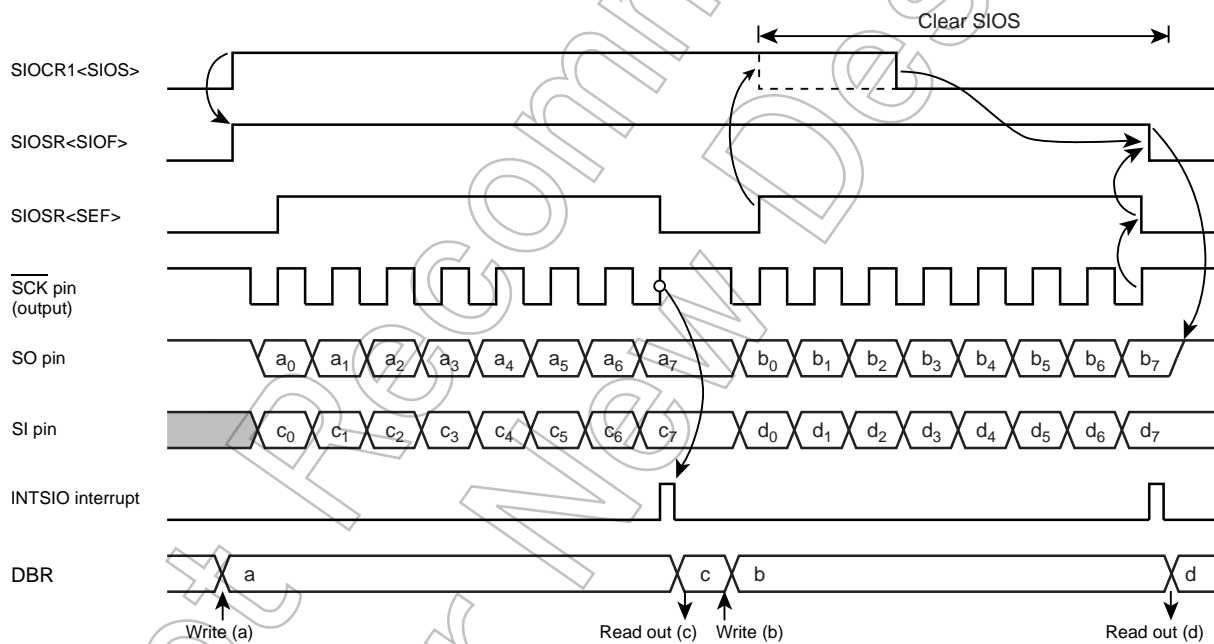 Clear SIOS
SIOCR1<SIOS>
SIOSR<SIOF>
SIOSR<SEF>
SCK pin
(output)
SO pin
a0 a1 a2 a3 a4 a5 a6 a7 b0 b1 b2 b3 b4 b5 b6 b7
SI pin
c0 c1 c2 c3 c4 c5 c6 c7 d0 d1 d2 d3 d4 d5 d6 d7
INTSIO interrupt
DBR
a c b d
Write (a) Read out (c) Write (b) Read out (d)